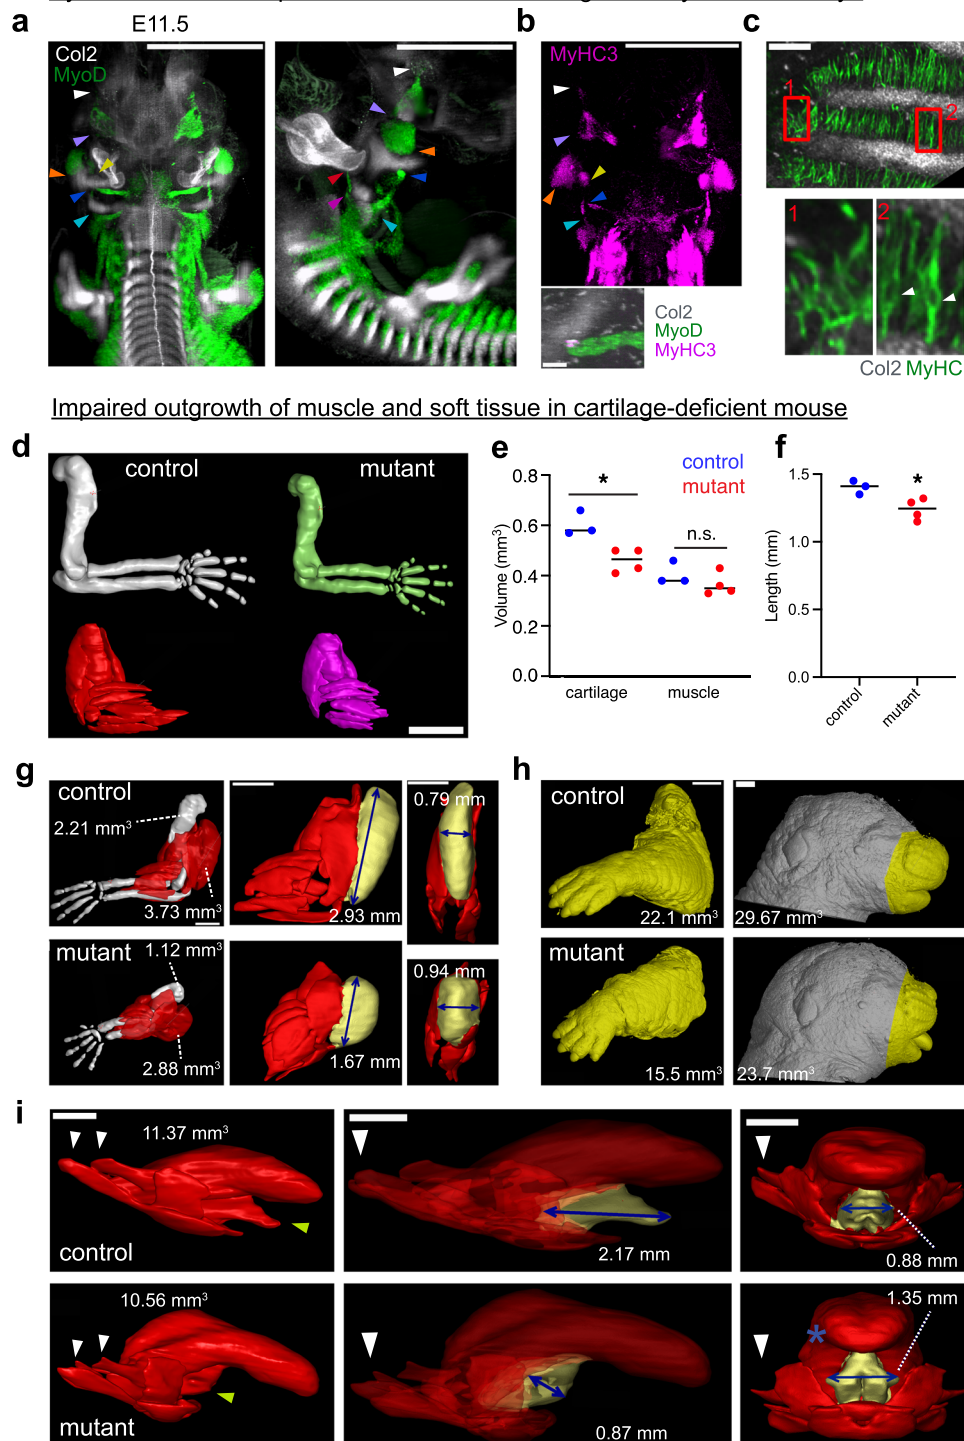 a
E11.5
b
c
Col2
MyoD
MyHC3
1
2
1
2
Col2
MyoD
MyHC3
Col2 MyHC
Impaired outgrowth of muscle and soft tissue in cartilage-deficient mouse
d
control
mutant
e
control
mutant
0.8
0.6
0.4
0.2
0.0
Volume (mm³)
*
n.s.
cartilage
muscle
f
1.5
1.0
0.5
0.0
Length (mm)
*
control
mutant
g
control
2.21 mm³
3.73 mm³
2.93 mm
0.79 mm
mutant
1.12 mm³
2.88 mm³
1.67 mm
0.94 mm
h
control
22.1 mm³
29.67 mm³
mutant
15.5 mm³
23.7 mm³
i
11.37 mm³
control
2.17 mm
0.88 mm
10.56 mm³
mutant
0.87 mm
1.35 mm
*